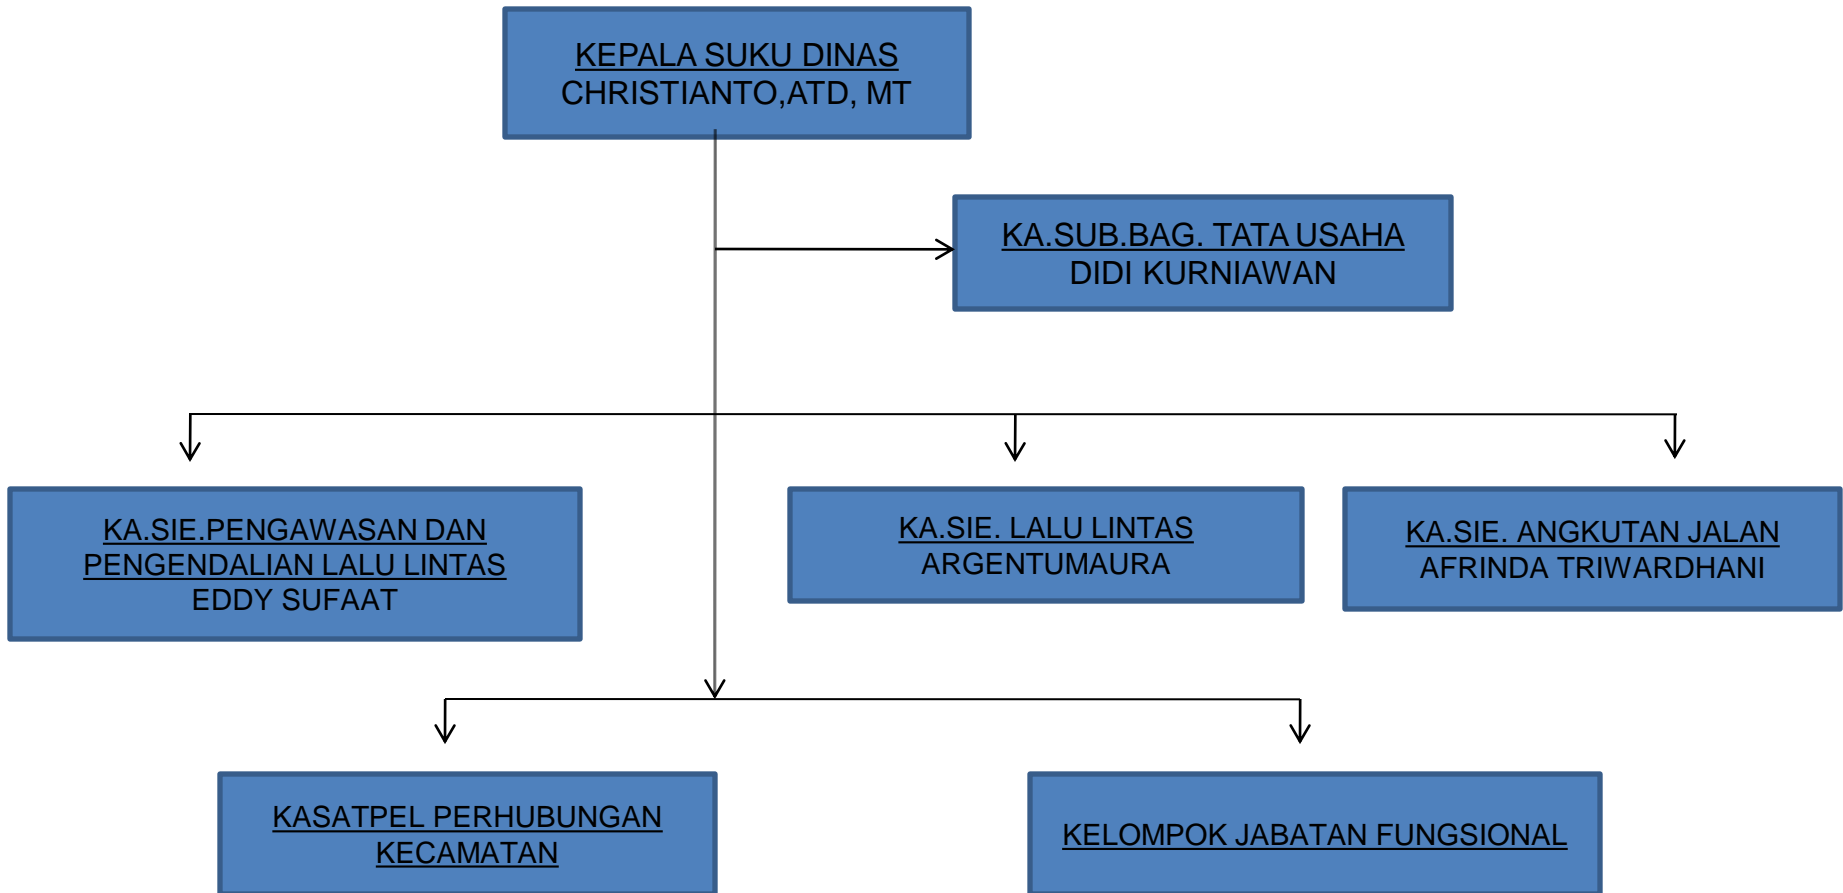 KEPALA SUKU DINAS
CHRISTIANTO,ATD, MT
KA.SUB.BAG. TATA USAHA
DIDI KURNIAWAN
KA.SIE.PENGAWASAN DAN
PENGENDALIAN LALU LINTAS
EDDY SUFAAT
KA.SIE. LALU LINTAS
ARGENTUMAURA
KA.SIE. ANGKUTAN JALAN
AFRINDA TRIWARDHANI
KASATPEL PERHUBUNGAN
KECAMATAN
KELOMPOK JABATAN FUNGSIONAL